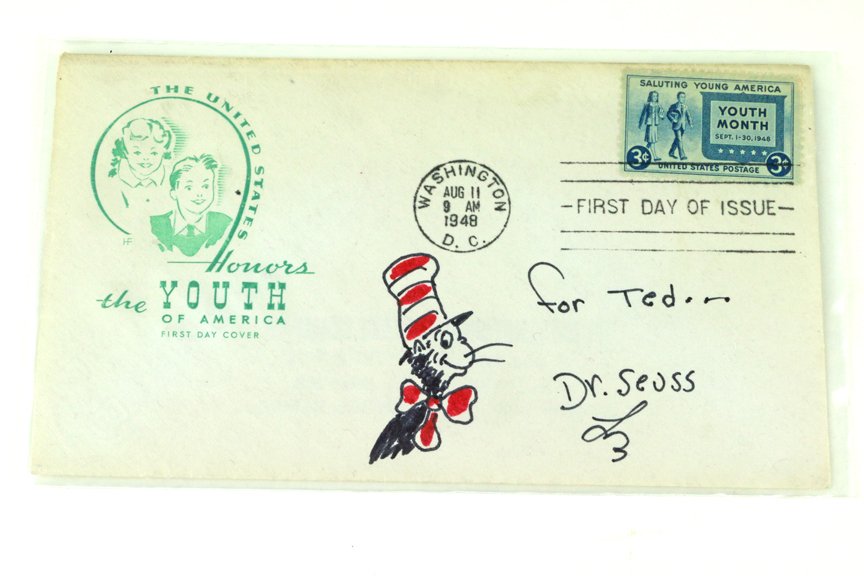 THE UNITED STATES
Honors
the YOUTH
OF AMERICA
FIRST DAY COVER
HF
WASHINGTON
AUG 11
9 AM
1948
D. C.
SALUTING YOUNG AMERICA
YOUTH
MONTH
SEPT. 1-30, 1948
3¢ 3¢
UNITED STATES POSTAGE
—FIRST DAY OF ISSUE—
for Ted...
Dr. Seuss